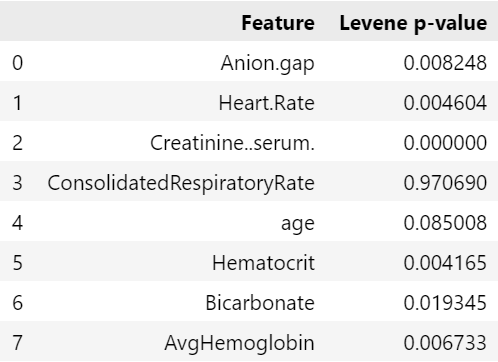 Feature Levene p-value
0 Anion.gap 0.008248
1 Heart.Rate 0.004604
2 Creatinine..serum. 0.000000
3 ConsolidatedRespiratoryRate 0.970690
4 age 0.085008
5 Hematocrit 0.004165
6 Bicarbonate 0.019345
7 AvgHemoglobin 0.006733